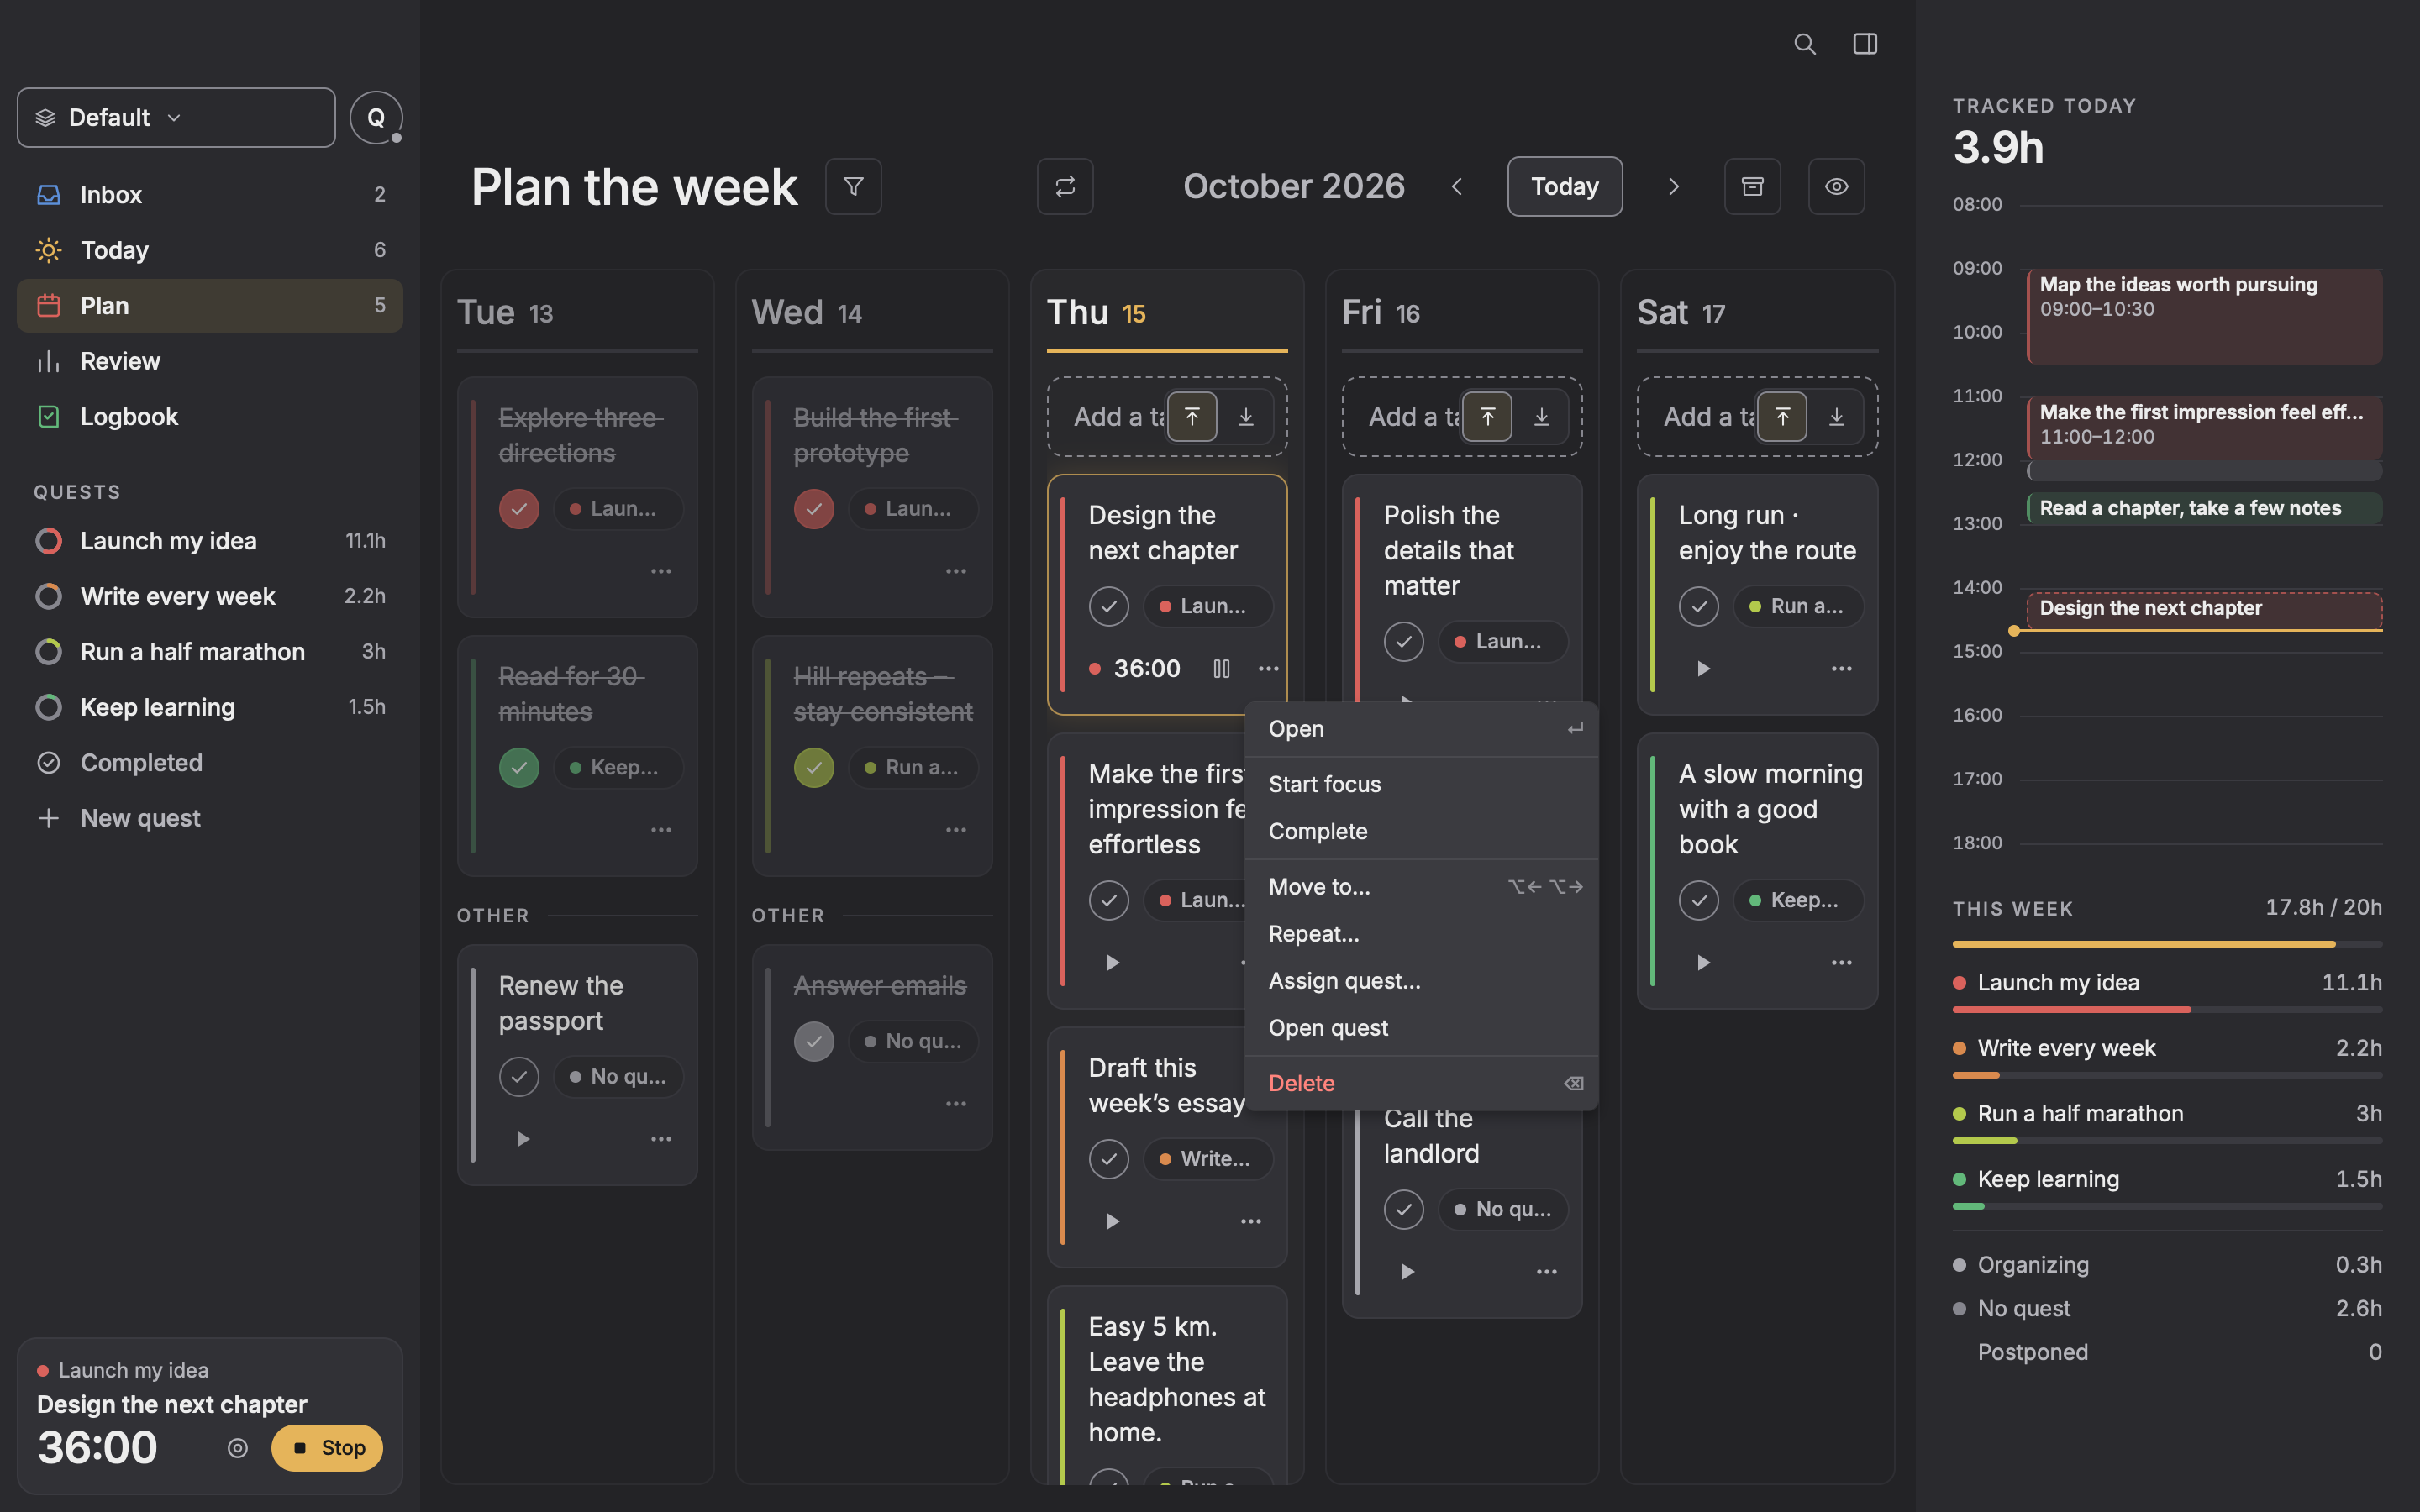 Default
Q
Inbox 2
Today 6
Plan 5
Review
Logbook
QUESTS
Launch my idea 11.1h
Write every week 2.2h
Run a half marathon 3h
Keep learning 1.5h
Completed
New quest
Launch my idea
Design the next chapter
36:00
Stop
Plan the week
October 2026
Today
Tue 13
Explore three
directions
Laun...
Read for 30
minutes
Keep...
OTHER
Renew the
passport
No qu...
Wed 14
Build the first
prototype
Laun...
Hill repeats –
stay consistent
Run a...
OTHER
Answer emails
No qu...
Thu 15
Add a ta
Design the
next chapter
Laun...
36:00
Make the first
impression fe
effortless
Laun...
Draft this
week’s essay
Write...
Easy 5 km.
Leave the
headphones at
home.
Fri 16
Add a ta
Polish the
details that
matter
Laun...
Call the
landlord
No qu...
Open
Start focus
Complete
Move to... ⌥← ⌥→
Repeat...
Assign quest...
Open quest
Delete
Sat 17
Add a ta
Long run ·
enjoy the route
Run a...
A slow morning
with a good
book
Keep...
TRACKED TODAY
3.9h
08:00
09:00
Map the ideas worth pursuing
09:00–10:30
10:00
11:00
Make the first impression feel eff...
11:00–12:00
12:00
Read a chapter, take a few notes
13:00
14:00
Design the next chapter
15:00
16:00
17:00
18:00
THIS WEEK 17.8h / 20h
Launch my idea 11.1h
Write every week 2.2h
Run a half marathon 3h
Keep learning 1.5h
Organizing 0.3h
No quest 2.6h
Postponed 0